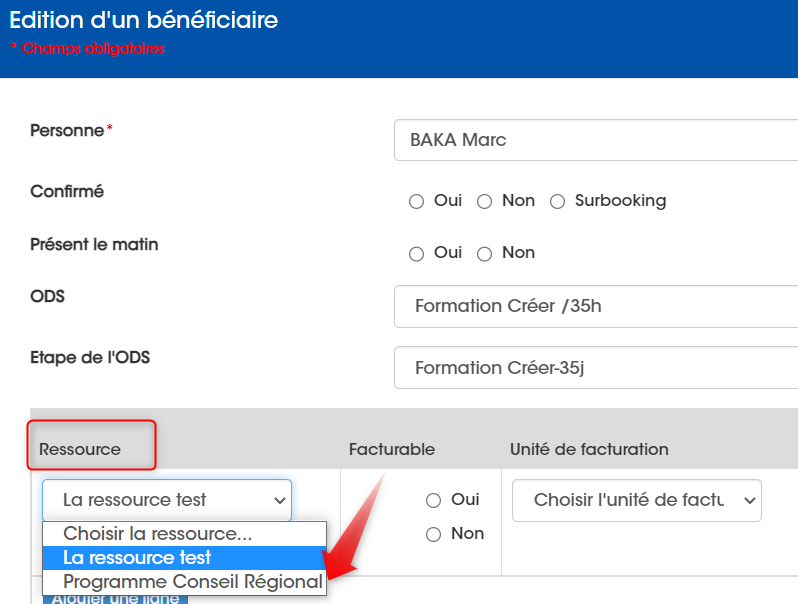 Edition d'un bénéficiaire
* Champs obligatoires
Personne*
BAKA Marc
Confirmé
Oui Non Surbooking
Présent le matin
Oui Non
ODS
Formation Créer /35h
Etape de l'ODS
Formation Créer-35j
Ressource Facturable Unité de facturation
La ressource test Oui Choisir l'unité de factu
Choisir la ressource... Non
La ressource test
Programme Conseil Régional
Ajouter une ligne